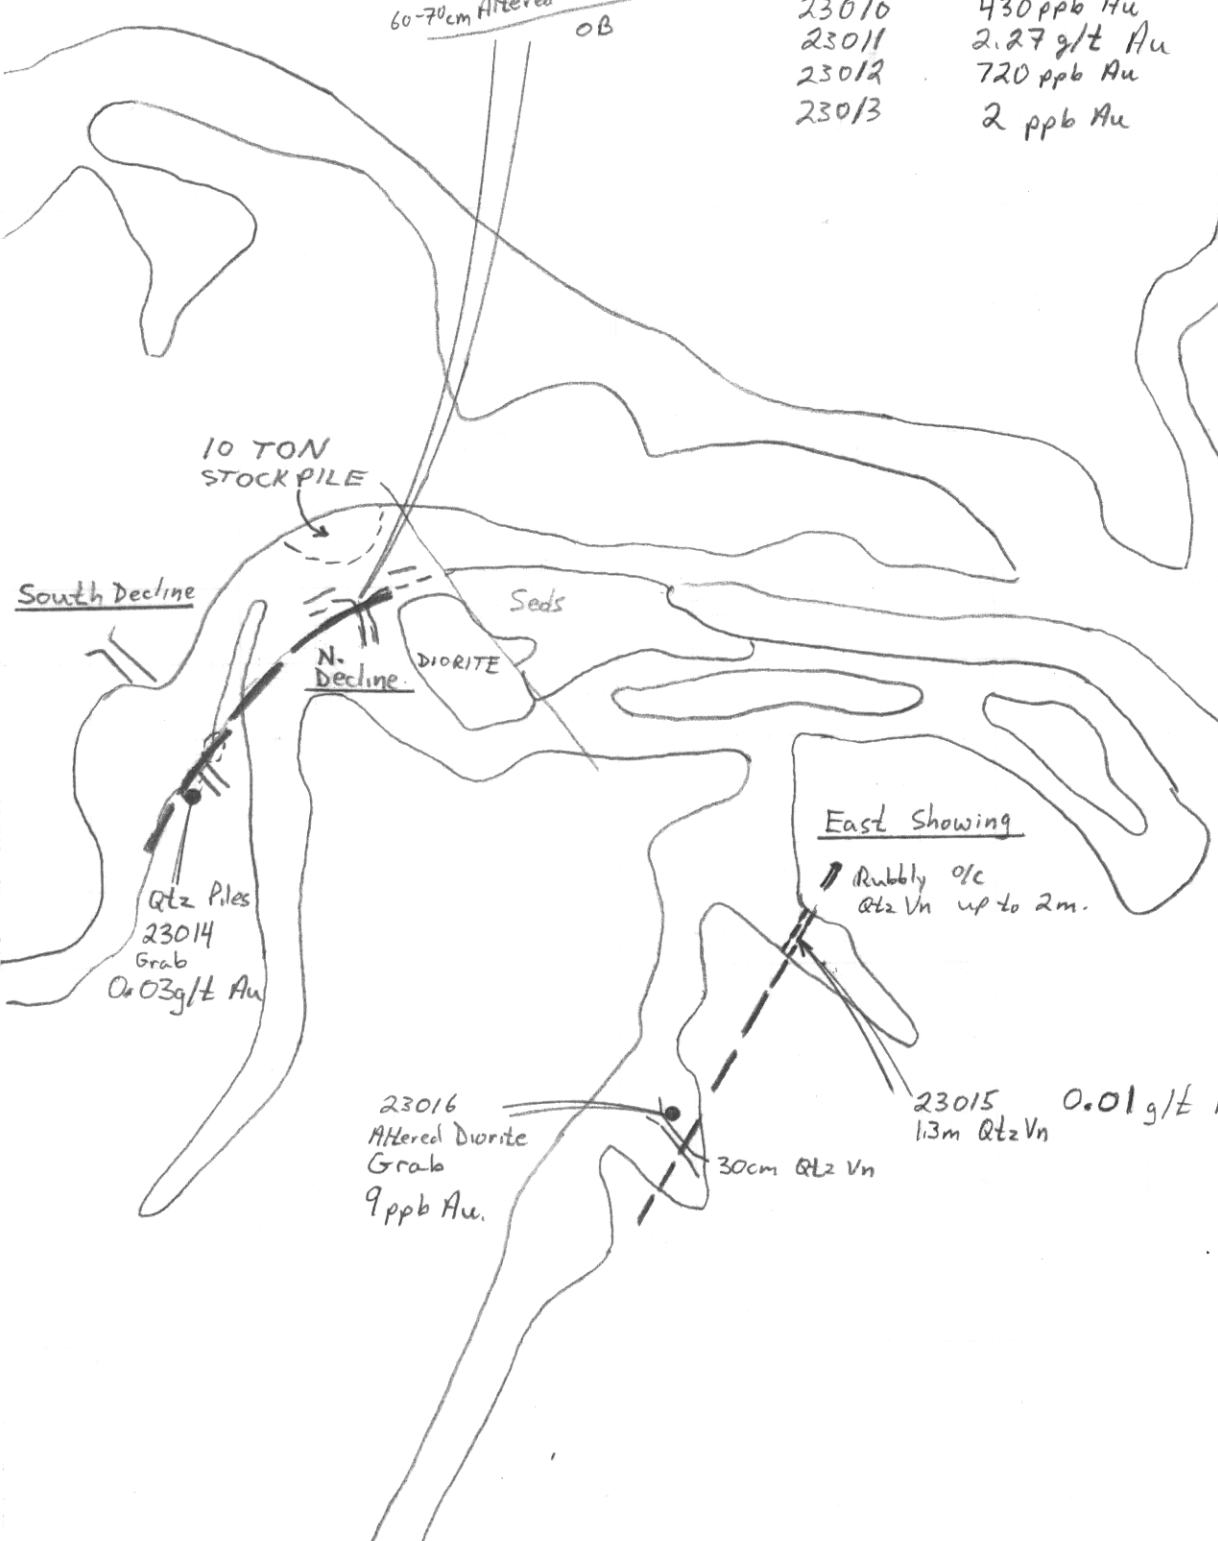 60-70cm Altered
OB
23010 430 ppb Au
23011 2.27 g/t Au
23012 720 ppb Au
23013 2 ppb Au
10 TON
STOCKPILE
South Decline
Seds
N.
Decline.
DIORITE
East Showing
Rubbly o/c
Qtz Vn up to 2m.
Qtz Piles
23014
Grab
0.03g/t Au
23016
Altered Diorite
Grab
9 ppb Au.
23015 0.01 g/t
1.3m Qtz Vn
30cm Qtz Vn